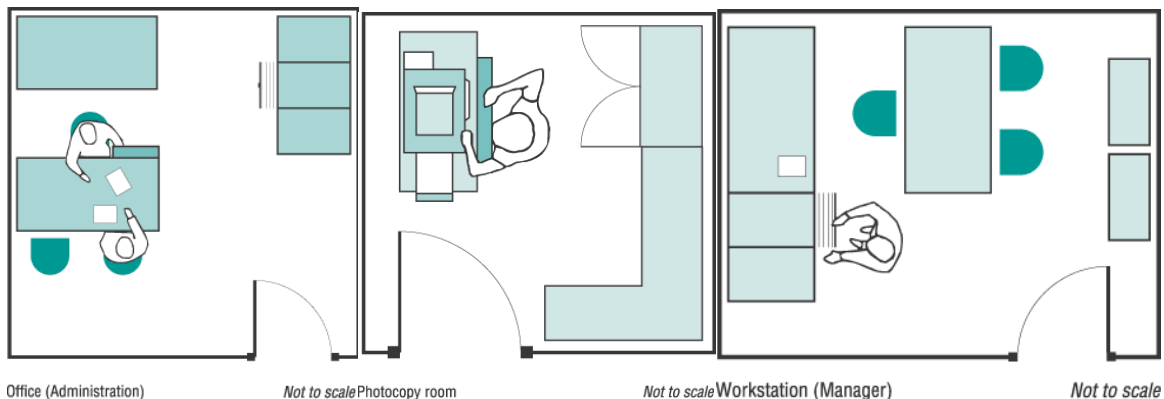 Office (Administration) Not to scale
Photocopy room Not to scale
Workstation (Manager) Not to scale